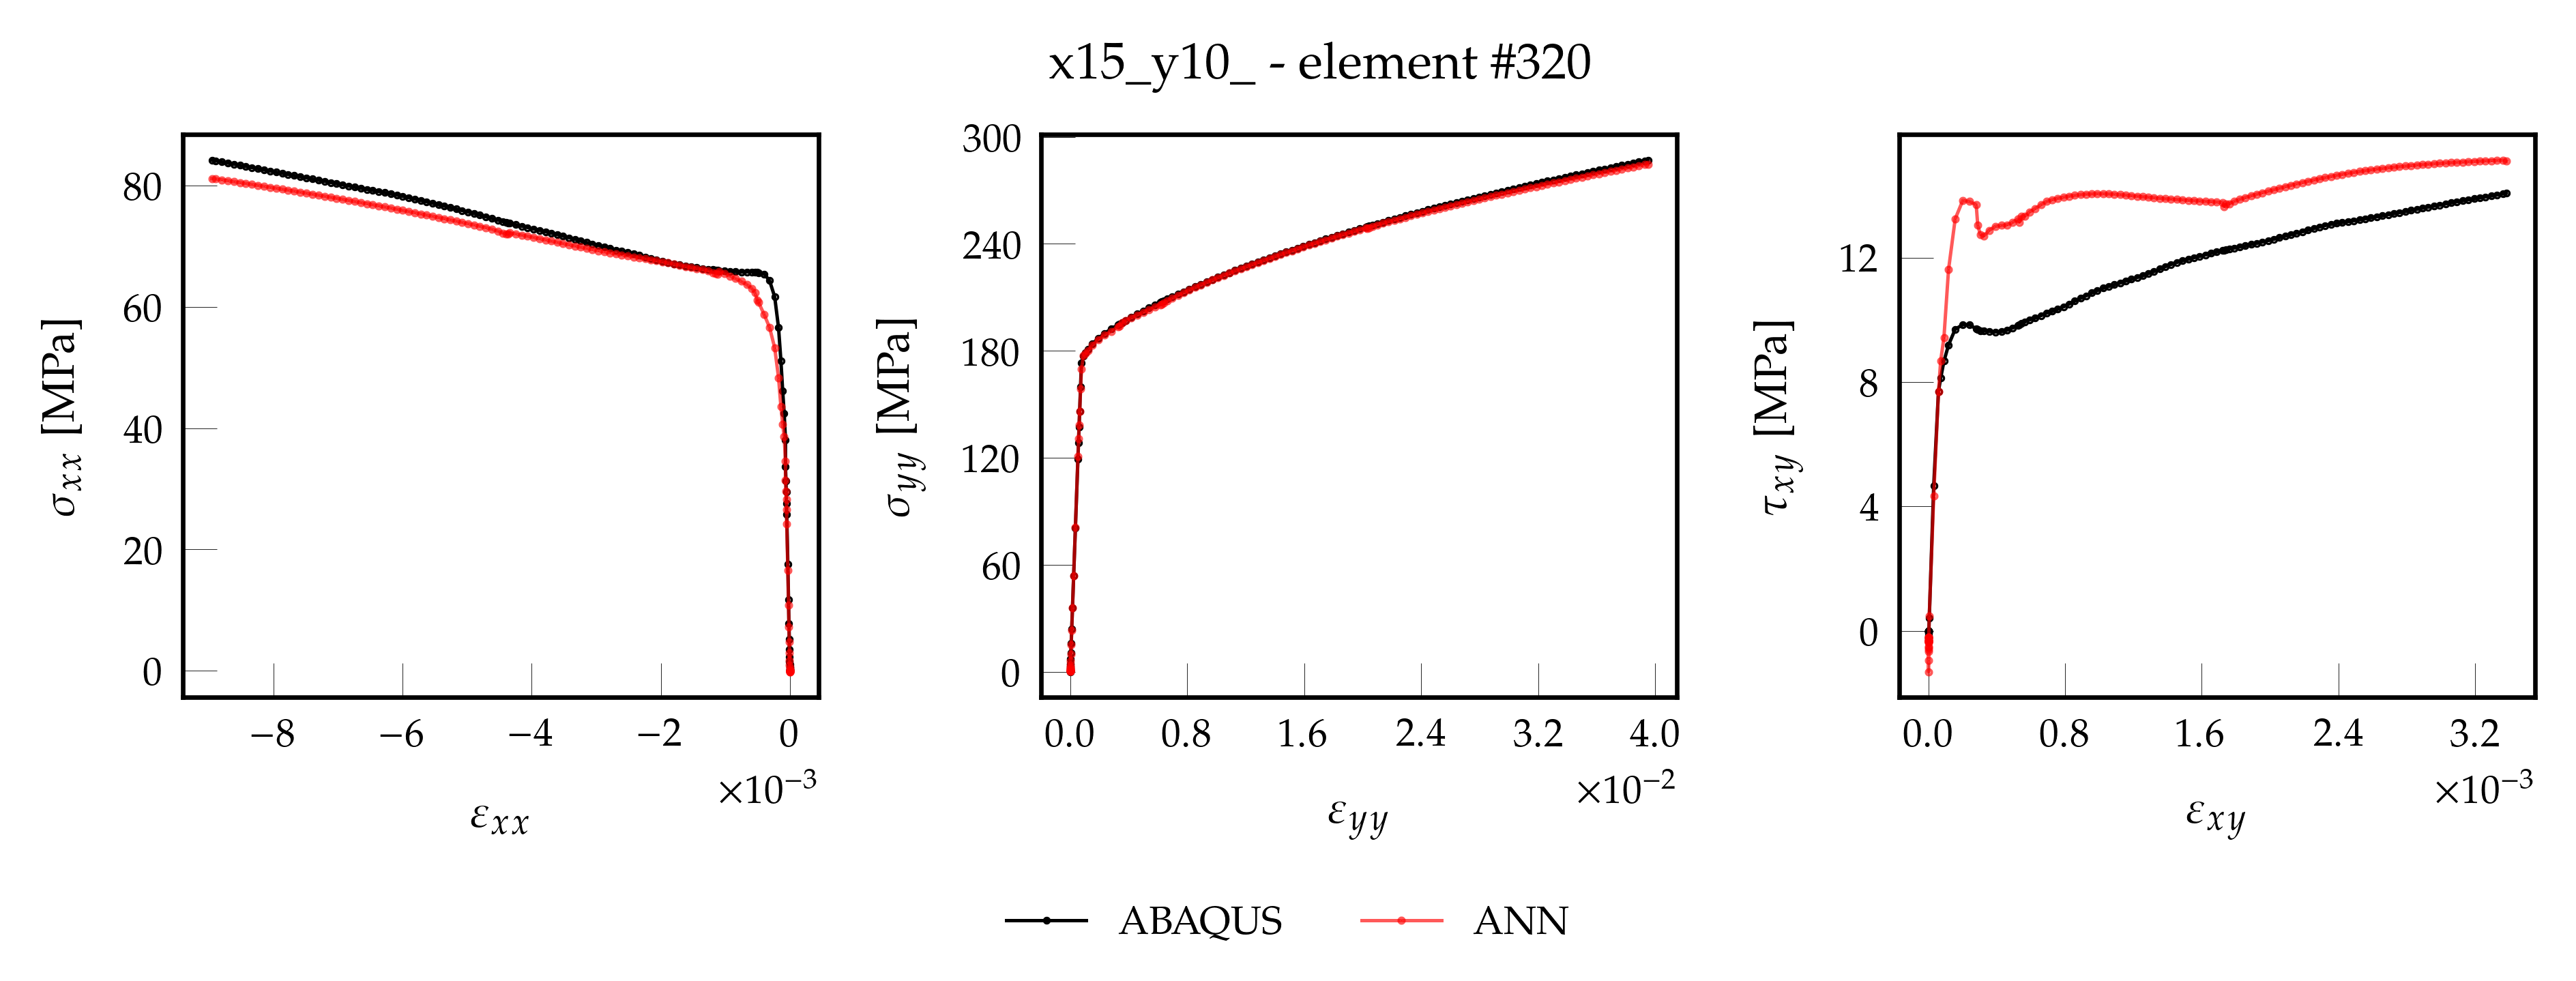 x15_y10_ - element #320
σxx [MPa]
80
60
40
20
0
−8 −6 −4 −2 0
×10−3
εxx
σyy [MPa]
300
240
180
120
60
0
0.0 0.8 1.6 2.4 3.2 4.0
×10−2
εyy
τxy [MPa]
12
8
4
0
0.0 0.8 1.6 2.4 3.2
×10−3
εxy
ABAQUS ANN